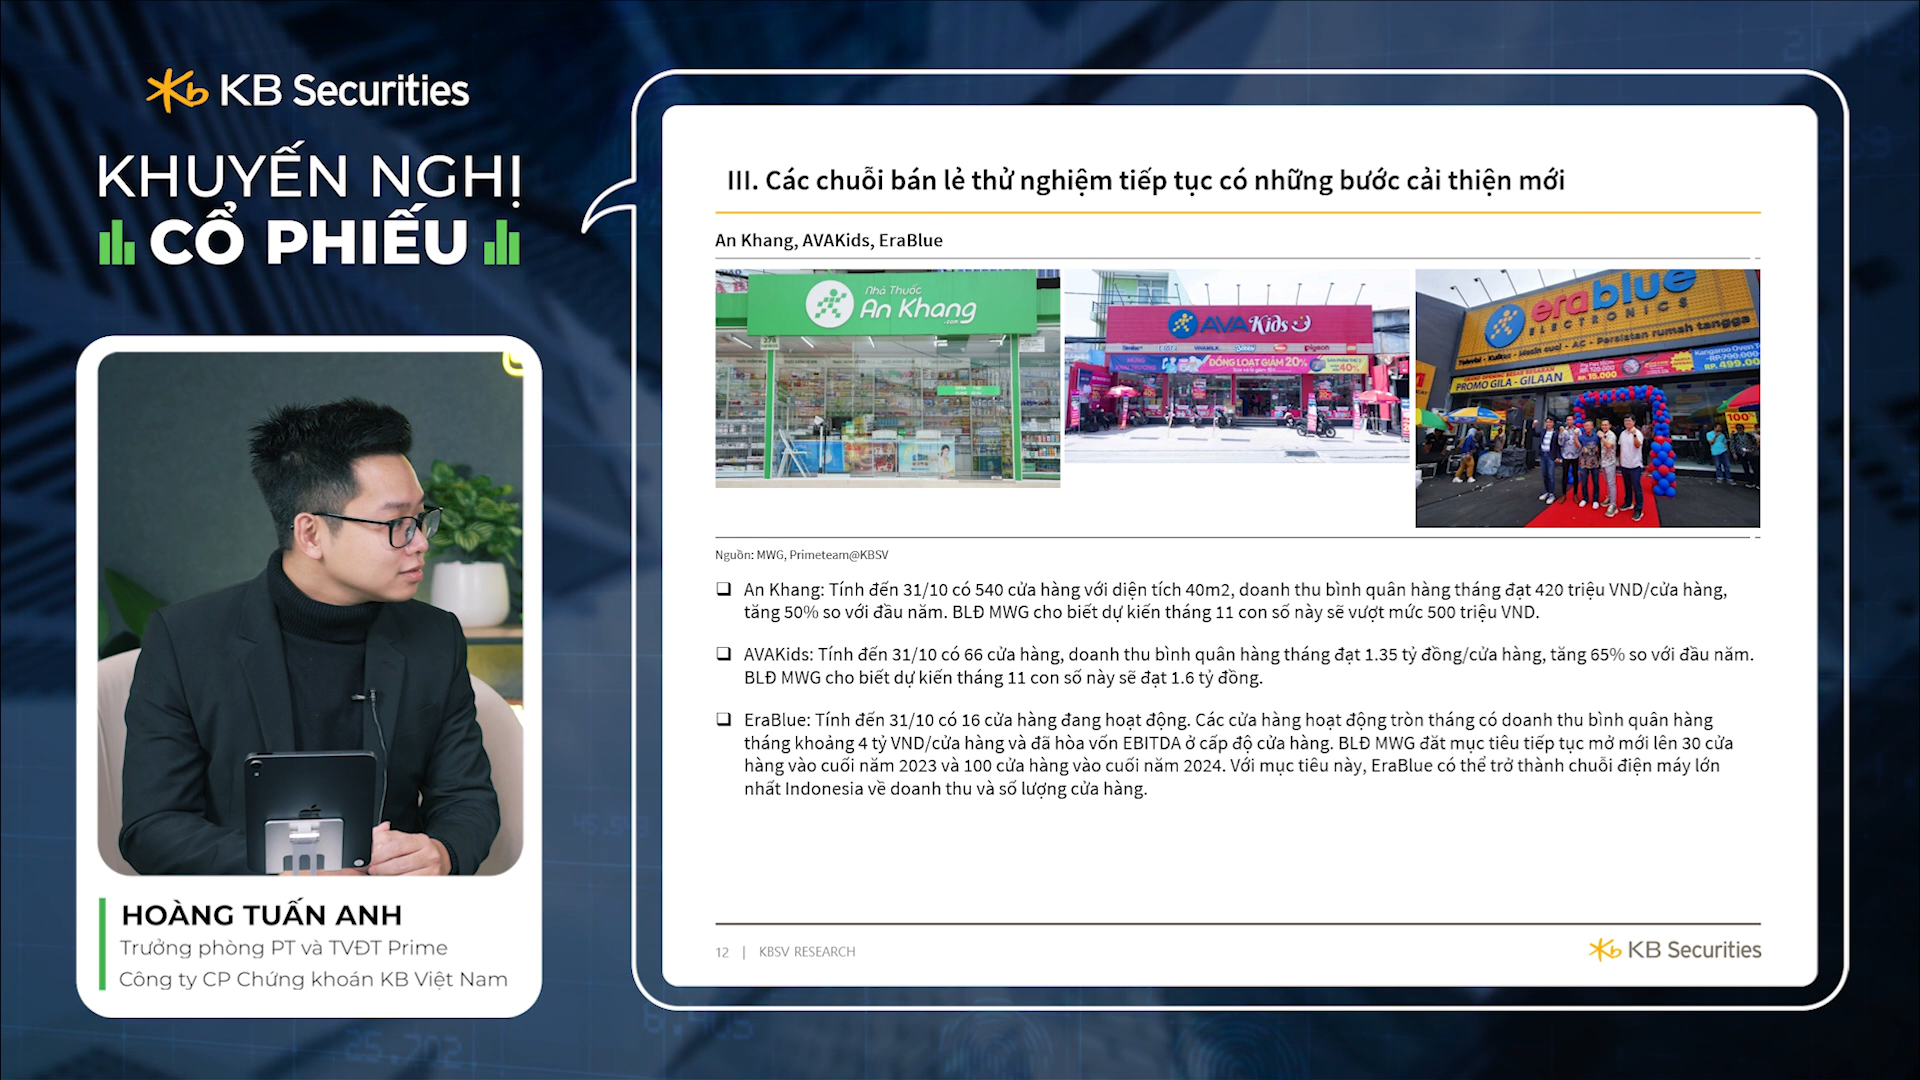 KB Securities
KHUYẾN NGHỊ
CỔ PHIẾU
HOÀNG TUẤN ANH
Trưởng phòng PT và TVĐT Prime
Công ty CP Chứng khoán KB Việt Nam
III. Các chuỗi bán lẻ thử nghiệm tiếp tục có những bước cải thiện mới
An Khang, AVAKids, EraBlue
Nhà Thuốc
An Khang
.com
AVAKids
ĐỒNG LOẠT GIẢM 20%
40%
erablue
ELECTRONICS
PROMO GILA - GILAAN
RP. 15.000
RP. 499.00
100%
Nguồn: MWG, Primeteam@KBSV
❑ An Khang: Tính đến 31/10 có 540 cửa hàng với diện tích 40m2, doanh thu bình quân hàng tháng đạt 420 triệu VND/cửa hàng,
tăng 50% so với đầu năm. BLĐ MWG cho biết dự kiến tháng 11 con số này sẽ vượt mức 500 triệu VND.
❑ AVAKids: Tính đến 31/10 có 66 cửa hàng, doanh thu bình quân hàng tháng đạt 1.35 tỷ đồng/cửa hàng, tăng 65% so với đầu năm.
BLĐ MWG cho biết dự kiến tháng 11 con số này sẽ đạt 1.6 tỷ đồng.
❑ EraBlue: Tính đến 31/10 có 16 cửa hàng đang hoạt động. Các cửa hàng hoạt động tròn tháng có doanh thu bình quân hàng
tháng khoảng 4 tỷ VND/cửa hàng và đã hòa vốn EBITDA ở cấp độ cửa hàng. BLĐ MWG đăt mục tiêu tiếp tục mở mới lên 30 cửa
hàng vào cuối năm 2023 và 100 cửa hàng vào cuối năm 2024. Với mục tiêu này, EraBlue có thể trở thành chuỗi điện máy lớn
nhất Indonesia về doanh thu và số lượng cửa hàng.
12 | KBSV RESEARCH
KB Securities